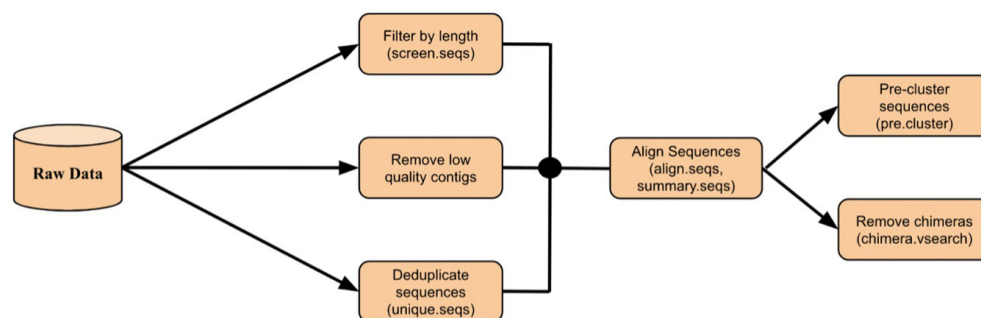 Raw Data
Filter by length
(screen.seqs)
Remove low
quality contigs
Deduplicate
sequences
(unique.seqs)
Align Sequences
(align.seqs,
summary.seqs)
Pre-cluster
sequences
(pre.cluster)
Remove chimeras
(chimera.vsearch)